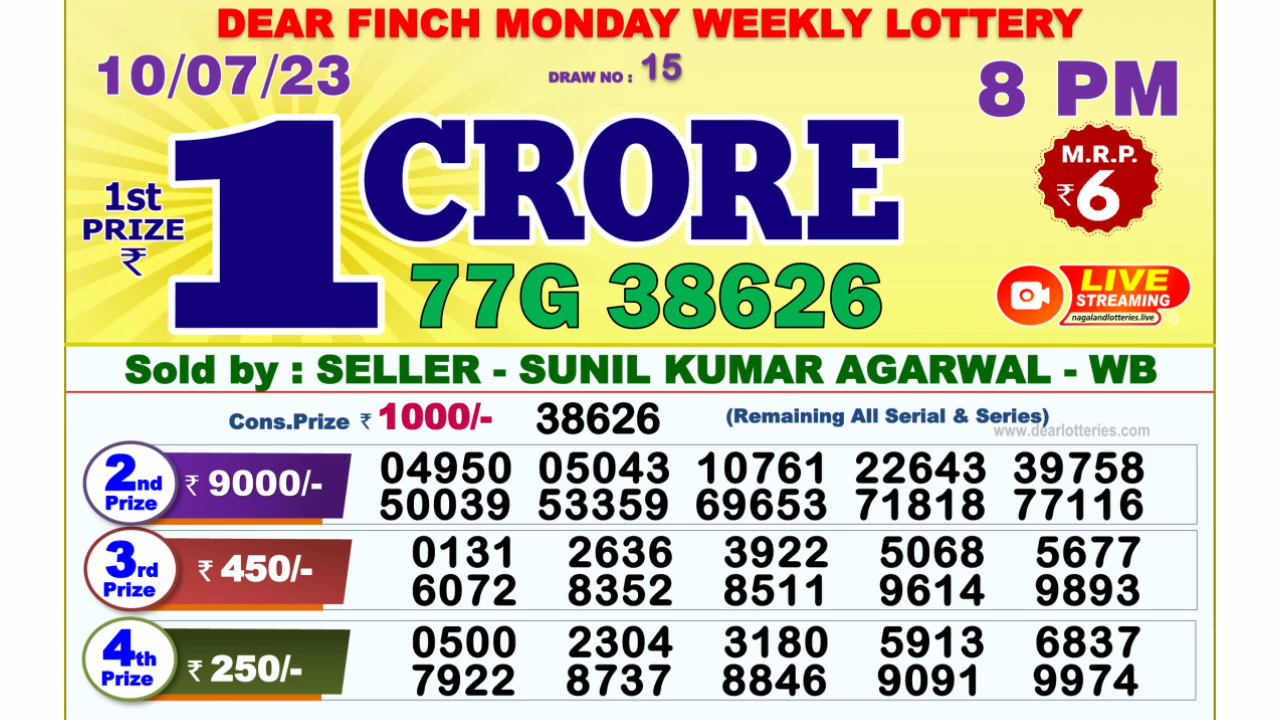 DEAR FINCH MONDAY WEEKLY LOTTERY
10/07/23
DRAW NO : 15
8 PM
M.R.P.
₹ 6
1st
PRIZE
₹
1 CRORE
77G 38626
LIVE
STREAMING
nagalandlotteries.live
Sold by : SELLER - SUNIL KUMAR AGARWAL - WB
Cons.Prize ₹ 1000/- 38626 (Remaining All Serial & Series)
www.dearlotteries.com
2nd Prize ₹ 9000/-
04950 05043 10761 22643 39758
50039 53359 69653 71818 77116
3rd Prize ₹ 450/-
0131 2636 3922 5068 5677
6072 8352 8511 9614 9893
4th Prize ₹ 250/-
0500 2304 3180 5913 6837
7922 8737 8846 9091 9974